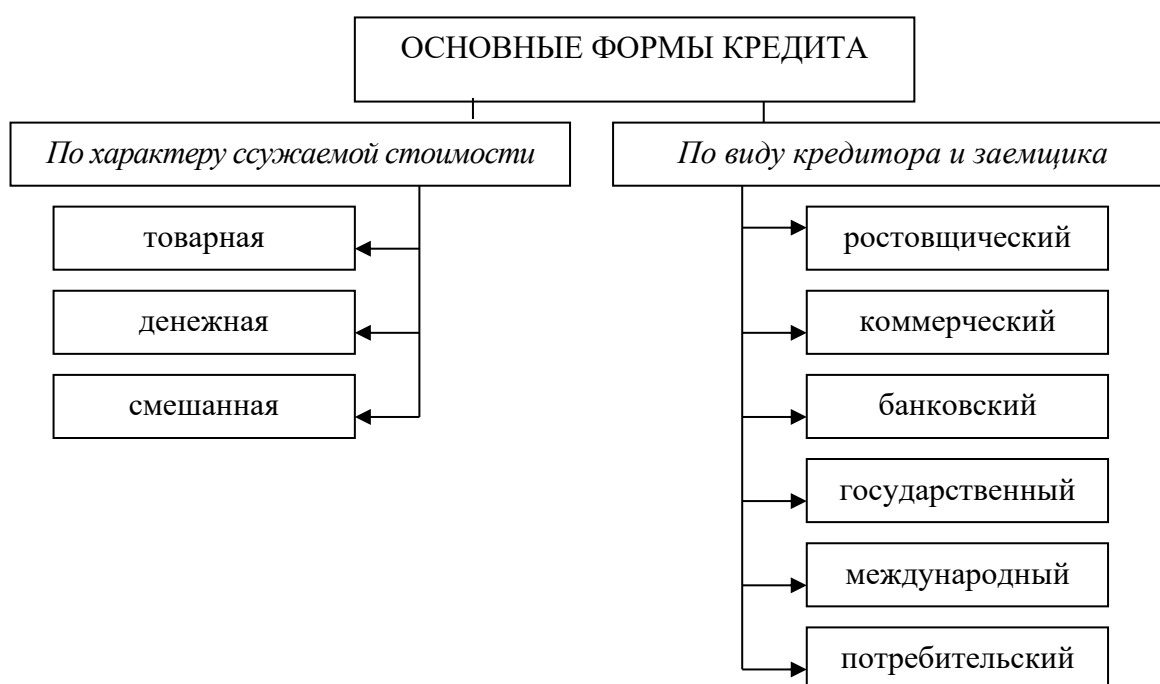 ОСНОВНЫЕ ФОРМЫ КРЕДИТА
По характеру ссужаемой стоимости
товарная
денежная
смешанная
По виду кредитора и заемщика
ростовщический
коммерческий
банковский
государственный
международный
потребительский